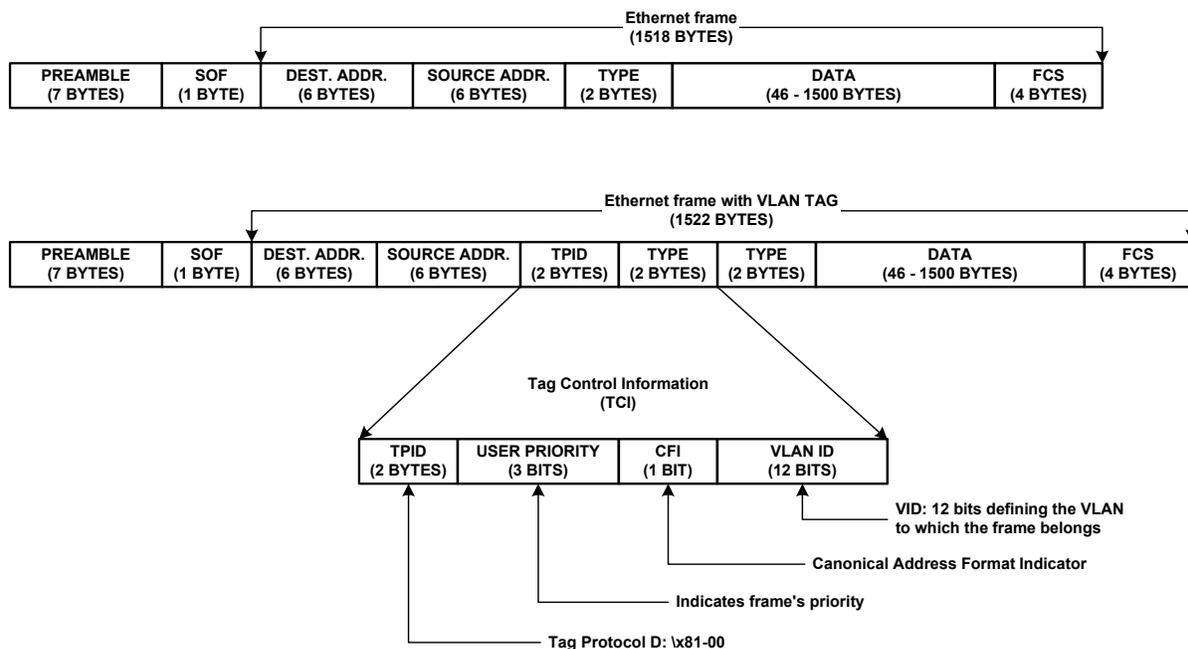 Ethernet frame
(1518 BYTES)
PREAMBLE
(7 BYTES)
SOF
(1 BYTE)
DEST. ADDR.
(6 BYTES)
SOURCE ADDR.
(6 BYTES)
TYPE
(2 BYTES)
DATA
(46 - 1500 BYTES)
FCS
(4 BYTES)
Ethernet frame with VLAN TAG
(1522 BYTES)
PREAMBLE
(7 BYTES)
SOF
(1 BYTE)
DEST. ADDR.
(6 BYTES)
SOURCE ADDR.
(6 BYTES)
TPID
(2 BYTES)
TYPE
(2 BYTES)
TYPE
(2 BYTES)
DATA
(46 - 1500 BYTES)
FCS
(4 BYTES)
Tag Control Information
(TCI)
TPID
(2 BYTES)
USER PRIORITY
(3 BITS)
CFI
(1 BIT)
VLAN ID
(12 BITS)
VID: 12 bits defining the VLAN
to which the frame belongs
Canonical Address Format Indicator
Indicates frame's priority
Tag Protocol D: \x81-00